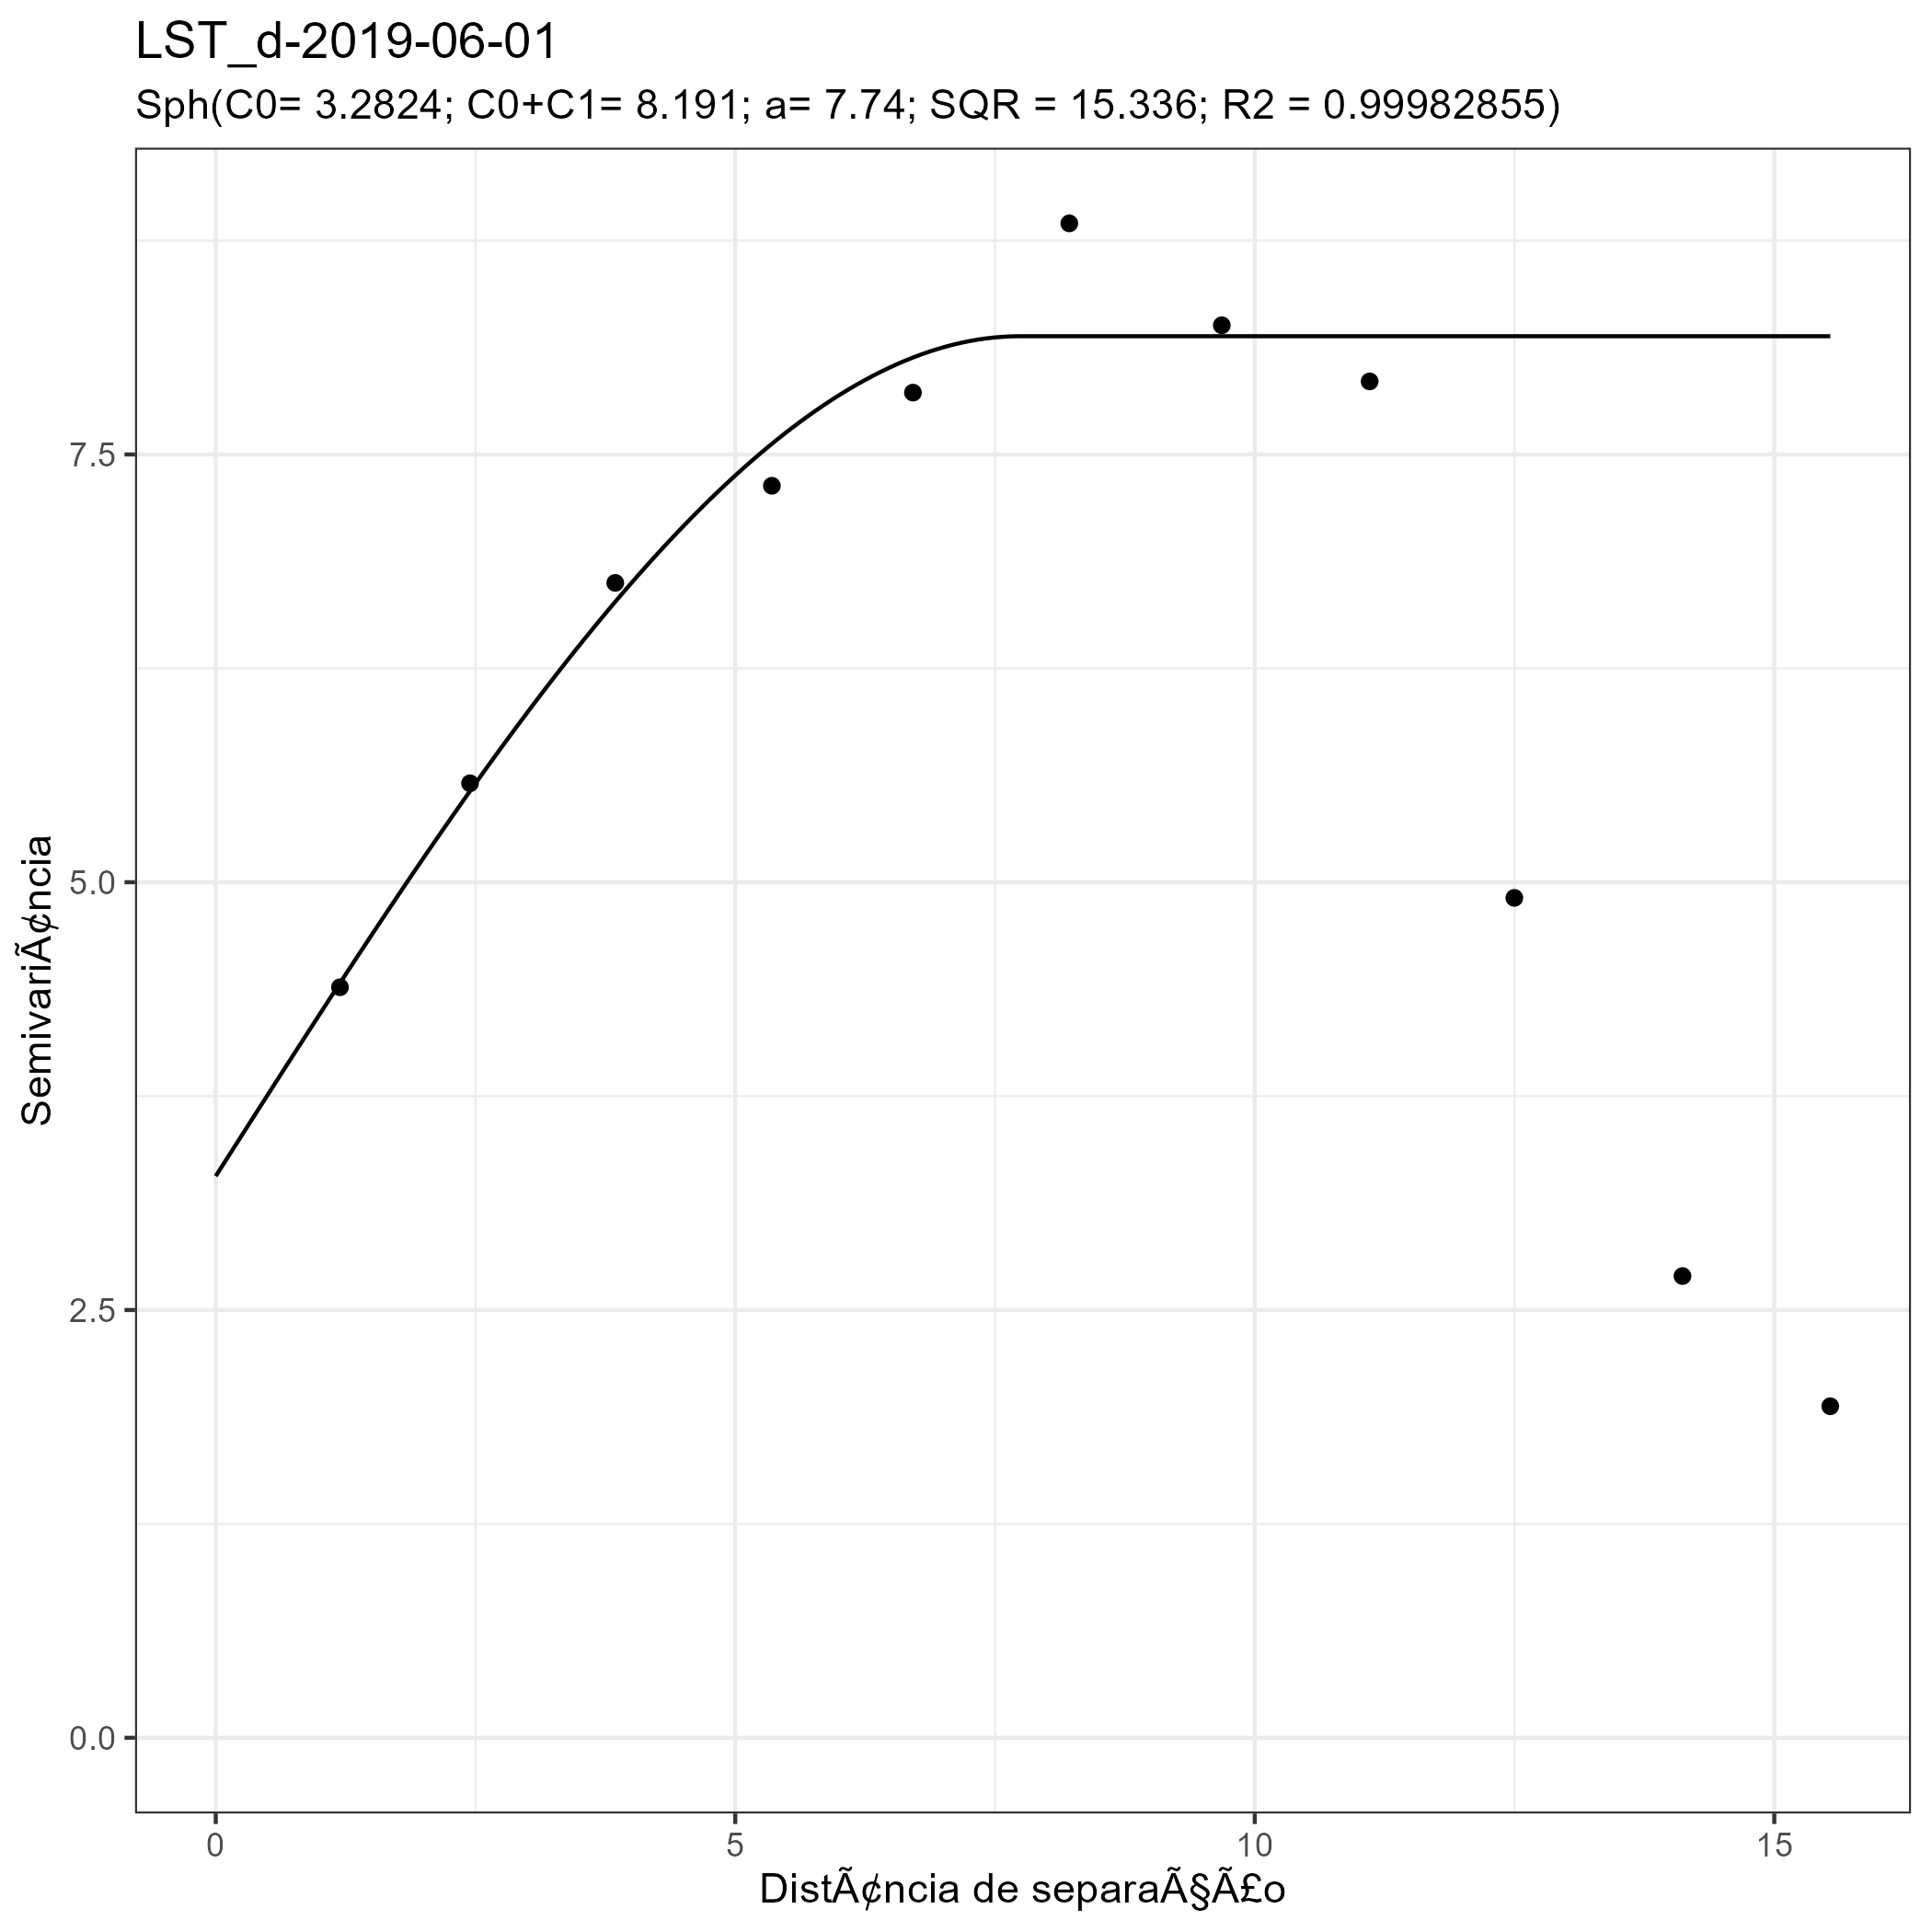 LST_d-2019-06-01
Sph(C0= 3.2824; C0+C1= 8.191; a= 7.74; SQR = 15.336; R2 = 0.99982855)
SemivariÃ¢ncia
7.5
5.0
2.5
0.0
0 5 10 15
DistÃ¢ncia de separaÃ§Ã£o